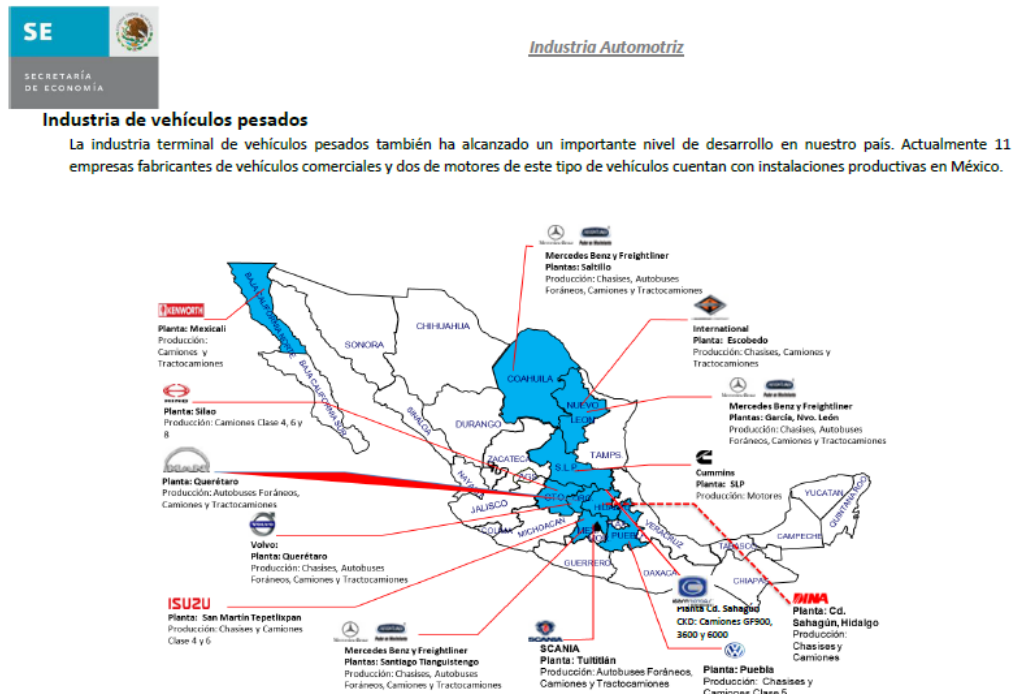 SE
SECRETARÍA
DE ECONOMÍA
Industria Automotriz
Industria de vehículos pesados
La industria terminal de vehículos pesados también ha alcanzado un importante nivel de desarrollo en nuestro país. Actualmente 11
empresas fabricantes de vehículos comerciales y dos de motores de este tipo de vehículos cuentan con instalaciones productivas en México.
Mercedes Benz y Freightliner
Plantas: Saltillo
Producción: Chasises, Autobuses
Foráneos, Camiones y Tractocamiones
KENWORTH
Planta: Mexicali
Producción:
Camiones y
Tractocamiones
International
Planta: Escobedo
Producción: Chasises, Camiones y
Tractocamiones
HINO
Planta: Silao
Producción: Camiones Clase 4, 6 y
8
Mercedes Benz y Freightliner
Plantas: García, Nvo. León
Producción: Chasises, Autobuses
Foráneos, Camiones y Tractocamiones
MAN
Planta: Querétaro
Producción: Autobuses Foráneos,
Camiones y Tractocamiones
Cummins
Planta: SLP
Producción: Motores
Volvo:
Planta: Querétaro
Producción: Chasises, Autobuses
Foráneos, Camiones y Tractocamiones
ISUZU
Planta: San Martin Tepetlixpan
Producción: Chasises y Camiones
Clase 4 y 6
Mercedes Benz y Freightliner
Plantas: Santiago Tianguistengo
Producción: Chasises, Autobuses
Foráneos, Camiones y Tractocamiones
SCANIA
SCANIA
Planta: Tultitlán
Producción: Autobuses Foráneos,
Camiones y Tractocamiones
Planta Cd. Sahagún
CKD: Camiones GF900,
3600 y 6000
Planta: Puebla
Producción: Chasises y
Camiones Clase 5
DINA
Planta: Cd.
Sahagún, Hidalgo
Producción:
Chasises y
Camiones
BAJA CALIFORNIA NORTE
BAJA CALIFORNIA SUR
SONORA
CHIHUAHUA
COAHUILA
NUEVO
LEÓN
SINALOA
DURANGO
ZACATECA
TAMPS.
S.L.P.
JALISCO
GTO
MICHOACAN
GUERRERO
OAXACA
VERACRUZ
TABASCO
CHIAPAS
CAMPECHE
YUCATAN
QUINTANA ROO